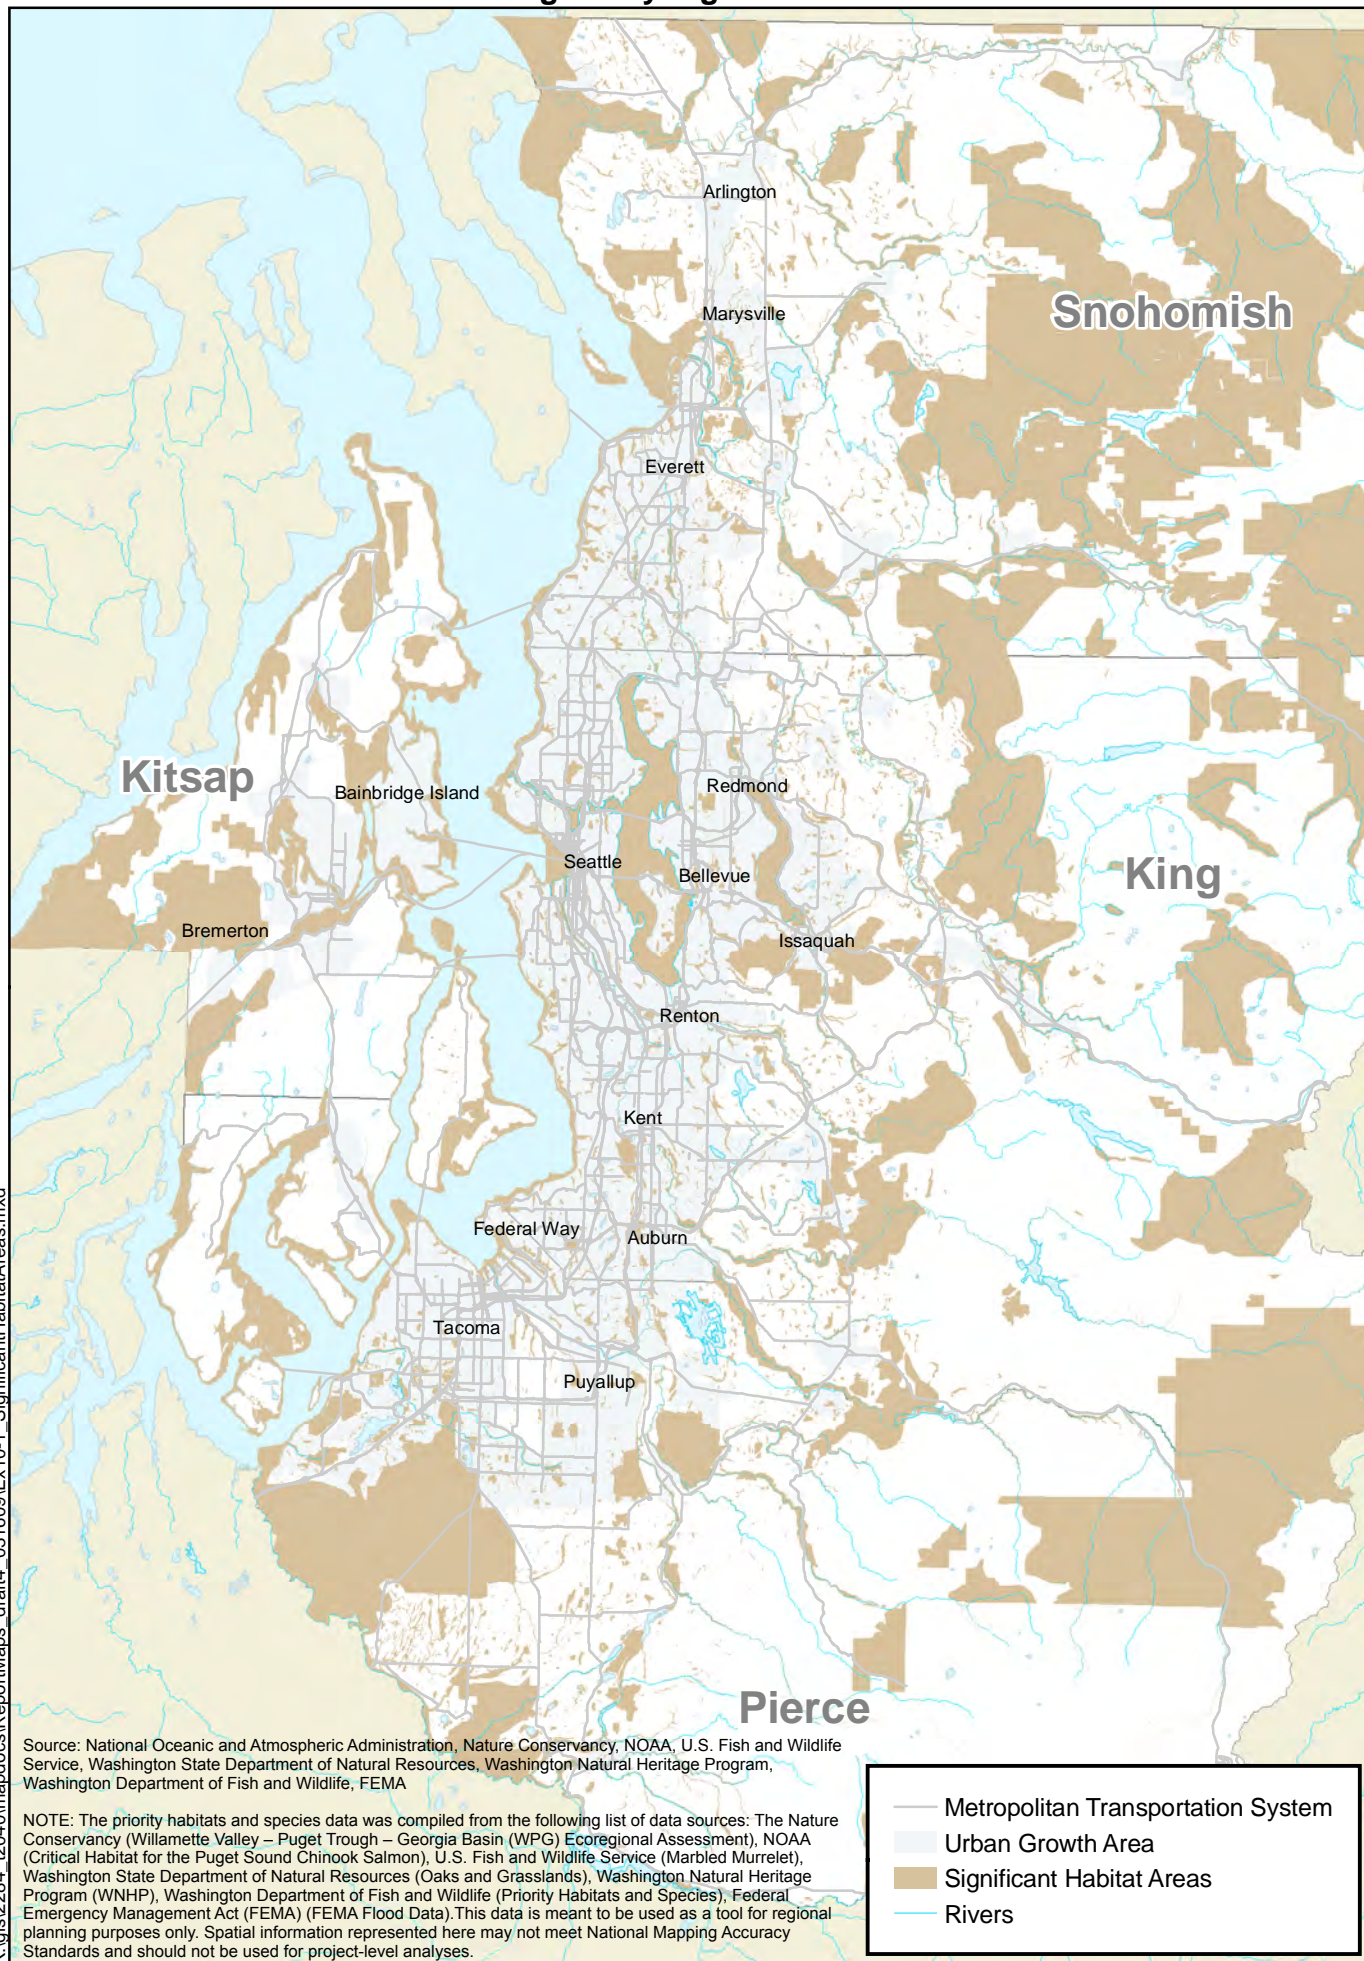 Arlington
Marysville
Snohomish
Everett
Kitsap
Bainbridge Island
Redmond
Seattle
Bellevue
King
Bremerton
Issaquah
Renton
Kent
Federal Way
Auburn
Tacoma
Puyallup
Pierce
Source: National Oceanic and Atmospheric Administration, Nature Conservancy, NOAA, U.S. Fish and Wildlife
Service, Washington State Department of Natural Resources, Washington Natural Heritage Program,
Washington Department of Fish and Wildlife, FEMA
NOTE: The priority habitats and species data was compiled from the following list of data sources: The Nature
Conservancy (Willamette Valley – Puget Trough – Georgia Basin (WPG) Ecoregional Assessment), NOAA
(Critical Habitat for the Puget Sound Chinook Salmon), U.S. Fish and Wildlife Service (Marbled Murrelet),
Washington State Department of Natural Resources (Oaks and Grasslands), Washington Natural Heritage
Program (WNHP), Washington Department of Fish and Wildlife (Priority Habitats and Species), Federal
Emergency Management Act (FEMA) (FEMA Flood Data).This data is meant to be used as a tool for regional
planning purposes only. Spatial information represented here may not meet National Mapping Accuracy
Standards and should not be used for project-level analyses.
Metropolitan Transportation System
Urban Growth Area
Significant Habitat Areas
Rivers